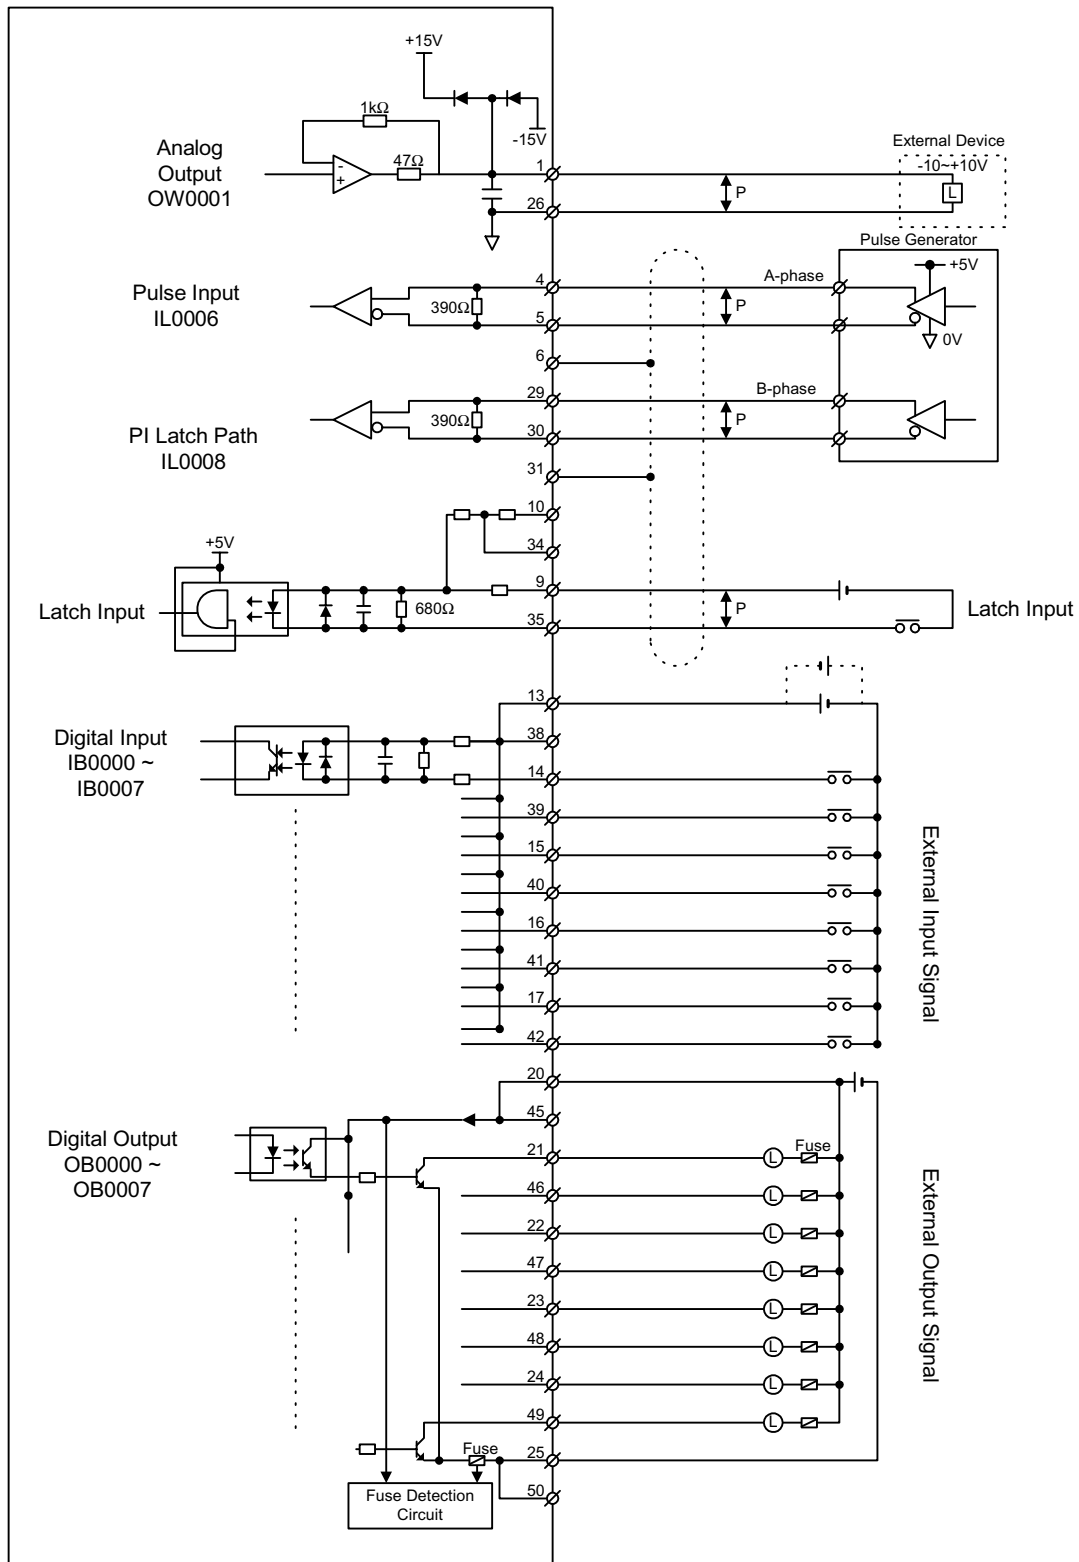 +15V
1kΩ
-15V
Analog
Output
OW0001
47Ω
-
+
1
26
P
External Device
-10~+10V
L
Pulse Generator
+5V
0V
A-phase
4
Pulse Input
IL0006
390Ω
P
5
6
B-phase
29
390Ω
P
30
PI Latch Path
IL0008
31
10
34
+5V
9
Latch Input
680Ω
P
Latch Input
35
13
Digital Input
IB0000 ~
IB0007
38
14
39
15
40
16
41
17
42
External Input Signal
20
45
Digital Output
OB0000 ~
OB0007
21
L
Fuse
46
L
22
L
47
L
23
L
48
L
24
L
49
L
External Output Signal
Fuse
25
50
Fuse Detection
Circuit